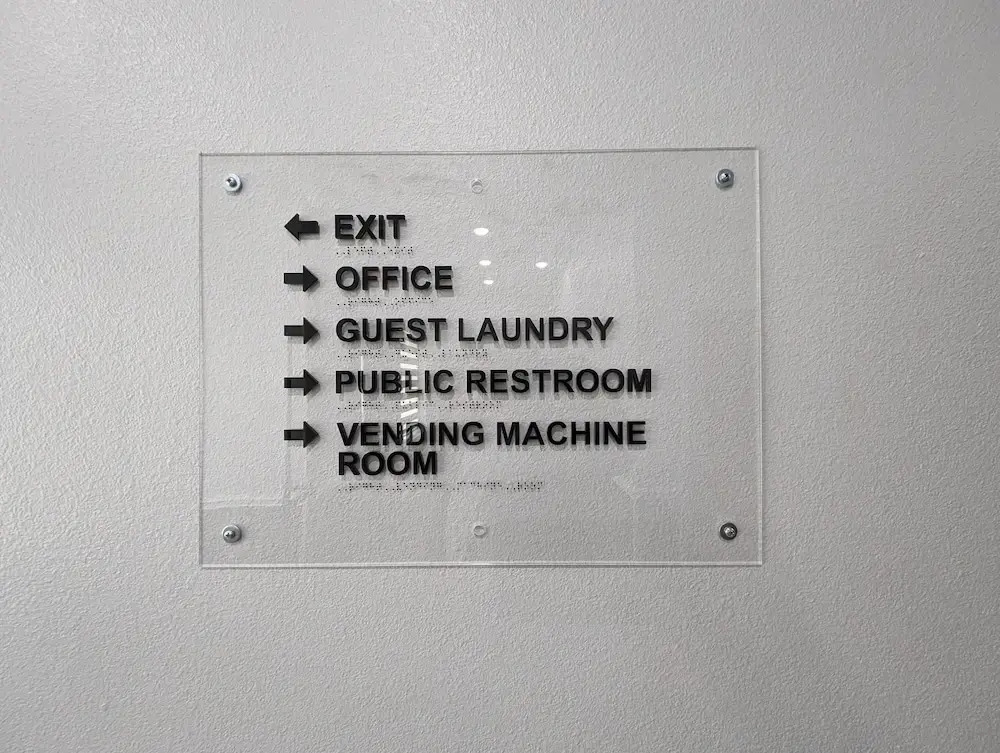 ← EXIT
→ OFFICE
→ GUEST LAUNDRY
→ PUBLIC RESTROOM
→ VENDING MACHINE
ROOM